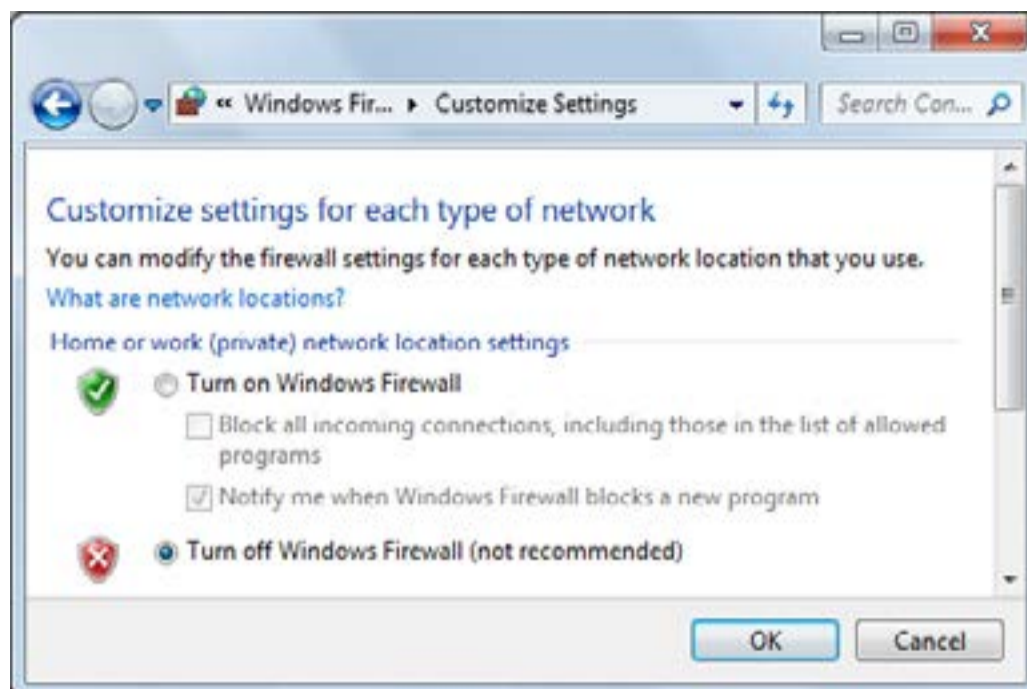 « Windows Fir... ▸ Customize Settings
Search Con...
Customize settings for each type of network
You can modify the firewall settings for each type of network location that you use.
What are network locations?
Home or work (private) network location settings
Turn on Windows Firewall
Block all incoming connections, including those in the list of allowed
programs
Notify me when Windows Firewall blocks a new program
Turn off Windows Firewall (not recommended)
OK
Cancel